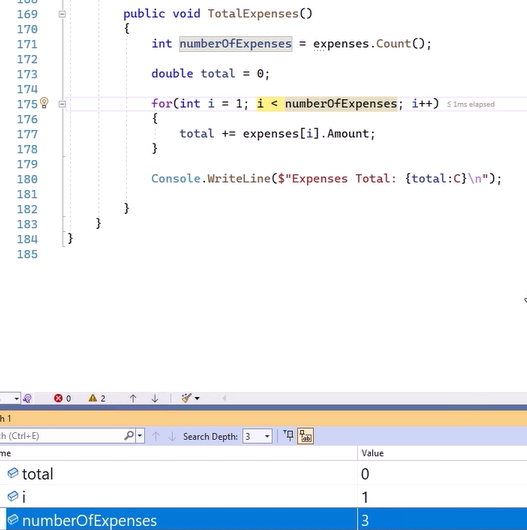 169 public void TotalExpenses()
170 {
171 int numberOfExpenses = expenses.Count();
172
173 double total = 0;
174
175 for(int i = 1; i < numberOfExpenses; i++) ≤ 1ms elapsed
176 {
177 total += expenses[i].Amount;
178 }
179
180 Console.WriteLine($"Expenses Total: {total:C}\n");
181
182 }
183 }
184 }
185
0 2
h 1
ch (Ctrl+E) Search Depth: 3
me Value
total 0
i 1
numberOfExpenses 3